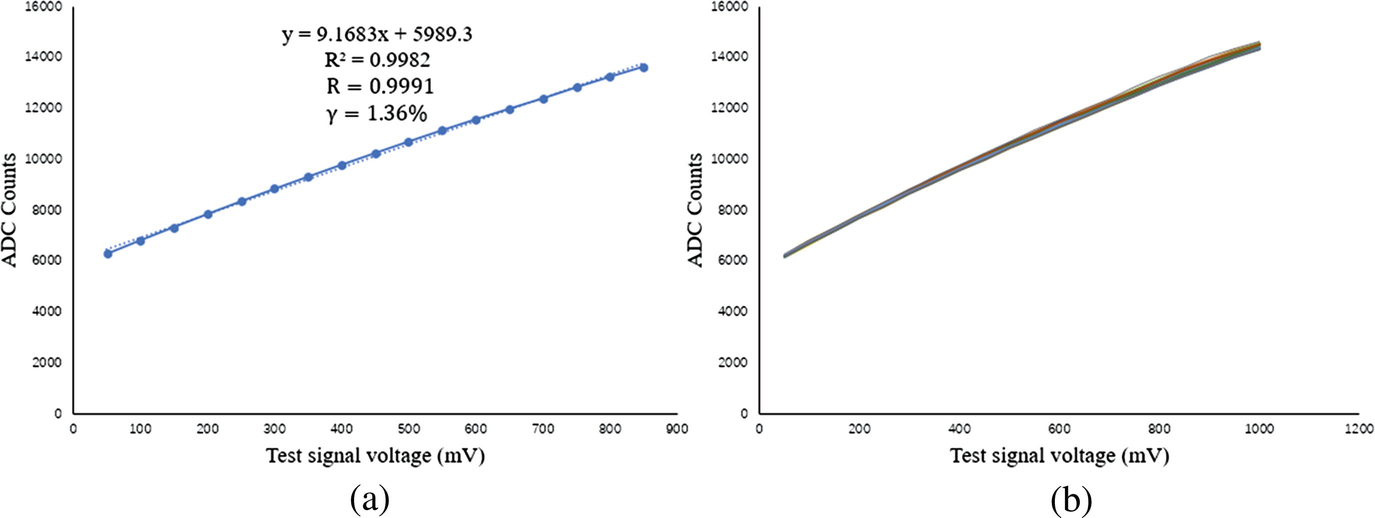 16000
14000
12000
10000
8000
6000
4000
2000
0
ADC Counts
y = 9.1683x + 5989.3
R² = 0.9982
R = 0.9991
γ = 1.36%
0 100 200 300 400 500 600 700 800 900
Test signal voltage (mV)
(a)
16000
14000
12000
10000
8000
6000
4000
2000
0
ADC Counts
0 200 400 600 800 1000 1200
Test signal voltage (mV)
(b)